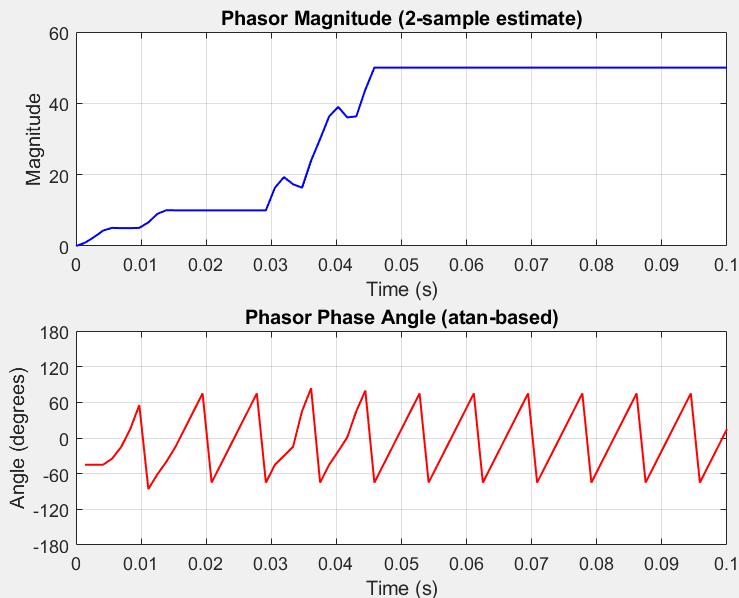 Phasor Magnitude (2-sample estimate)
60
40
20
0
Magnitude
0 0.01 0.02 0.03 0.04 0.05 0.06 0.07 0.08 0.09 0.1
Time (s)
Phasor Phase Angle (atan-based)
180
120
60
0
-60
-120
-180
Angle (degrees)
0 0.01 0.02 0.03 0.04 0.05 0.06 0.07 0.08 0.09 0.1
Time (s)